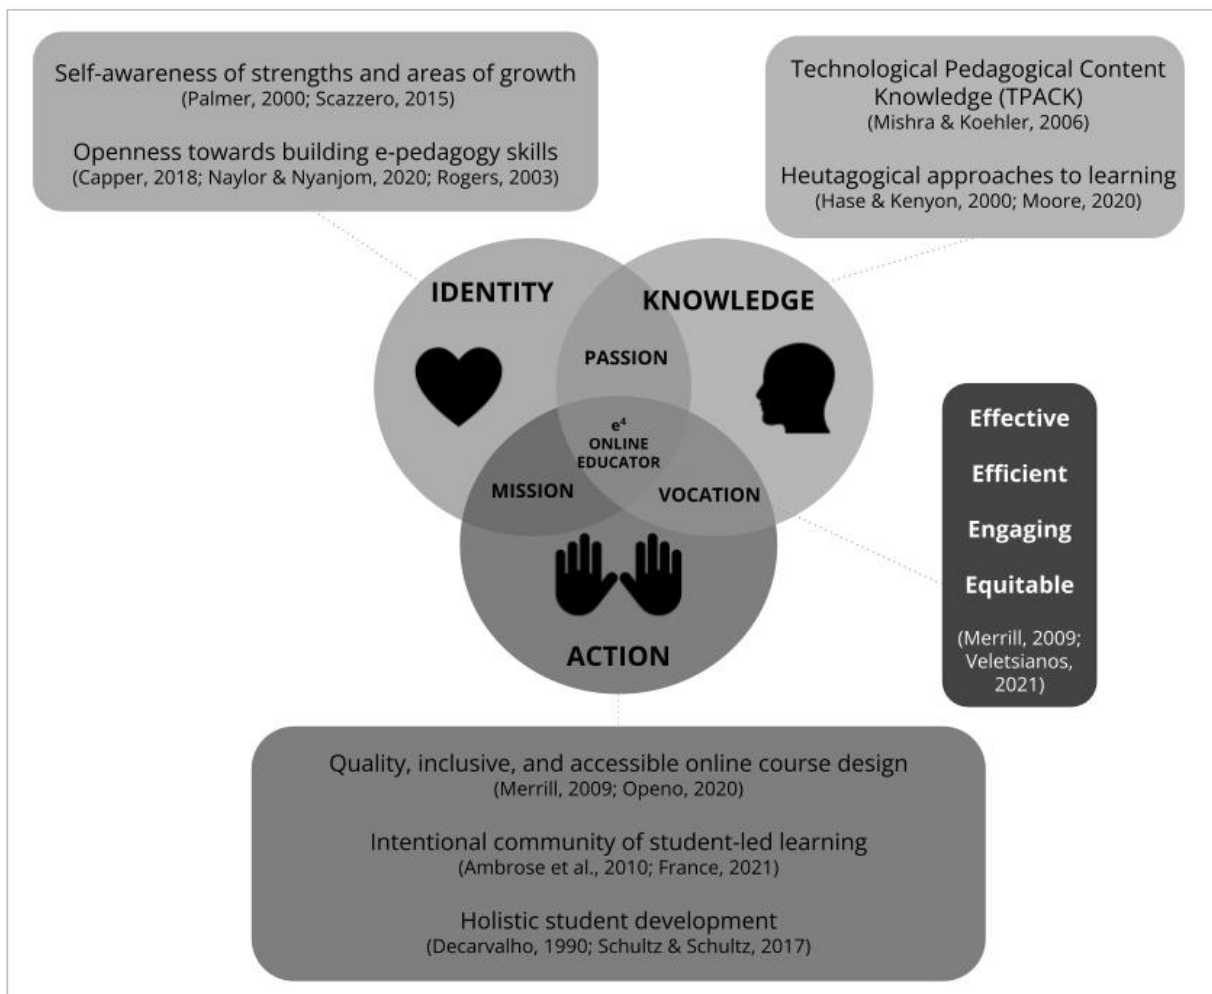 Self-awareness of strengths and areas of growth
(Palmer, 2000; Scazzero, 2015)
Openness towards building e-pedagogy skills
(Capper, 2018; Naylor & Nyanjom, 2020; Rogers, 2003)
Technological Pedagogical Content
Knowledge (TPACK)
(Mishra & Koehler, 2006)
Heutagogical approaches to learning
(Hase & Kenyon, 2000; Moore, 2020)
IDENTITY
KNOWLEDGE
PASSION
e⁴
ONLINE
EDUCATOR
MISSION
VOCATION
ACTION
Effective
Efficient
Engaging
Equitable
(Merrill, 2009;
Veletsianos,
2021)
Quality, inclusive, and accessible online course design
(Merrill, 2009; Openo, 2020)
Intentional community of student-led learning
(Ambrose et al., 2010; France, 2021)
Holistic student development
(Decarvalho, 1990; Schultz & Schultz, 2017)